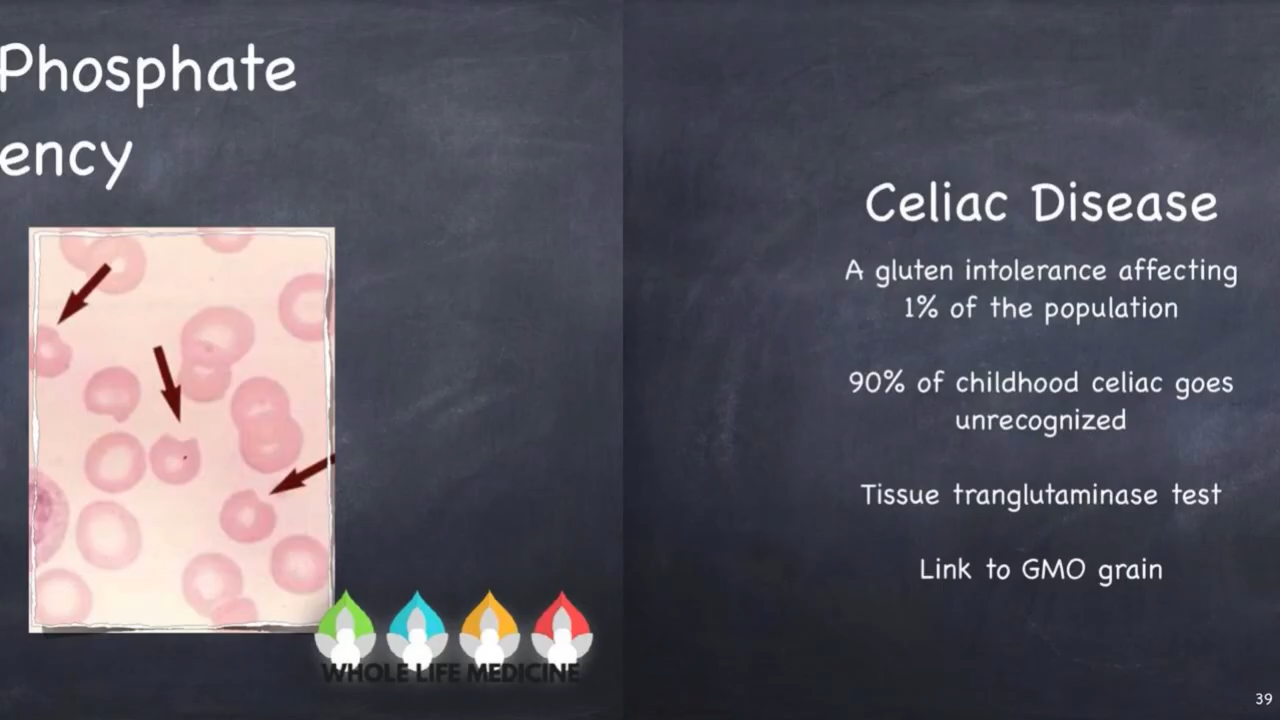 Phosphate
ency
WHOLE LIFE MEDICINE
Celiac Disease
A gluten intolerance affecting
1% of the population
90% of childhood celiac goes
unrecognized
Tissue tranglutaminase test
Link to GMO grain
39